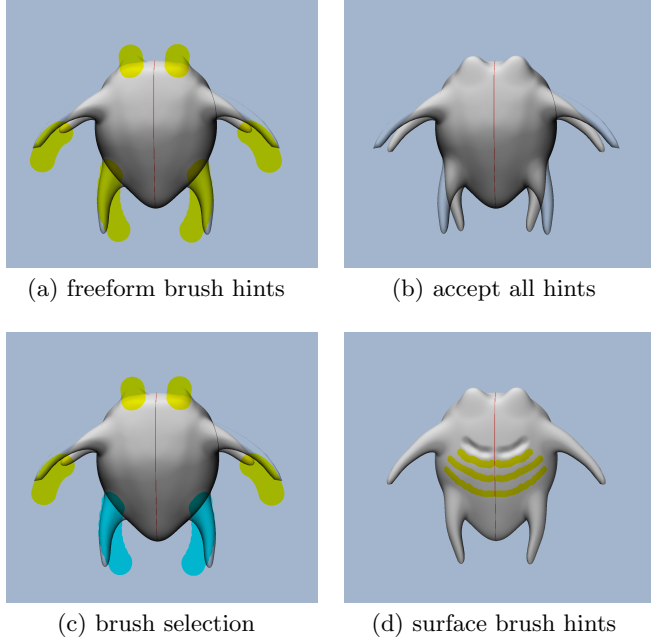 (a) freeform brush hints
(b) accept all hints
(c) brush selection
(d) surface brush hints